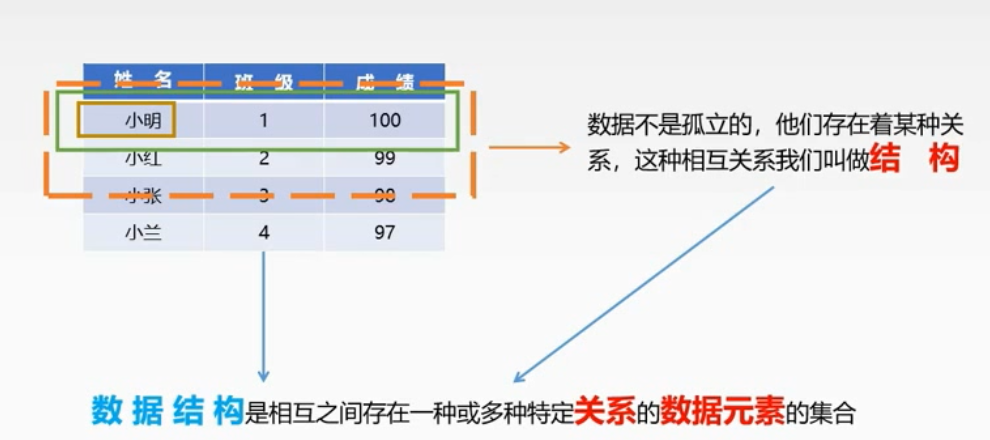 姓 名 班 级 成 绩
小明 1 100
小红 2 99
小张 3 98
小兰 4 97
数据不是孤立的，他们存在着某种关
系，这种相互关系我们叫做结 构
数据结构是相互之间存在一种或多种特定关系的数据元素的集合